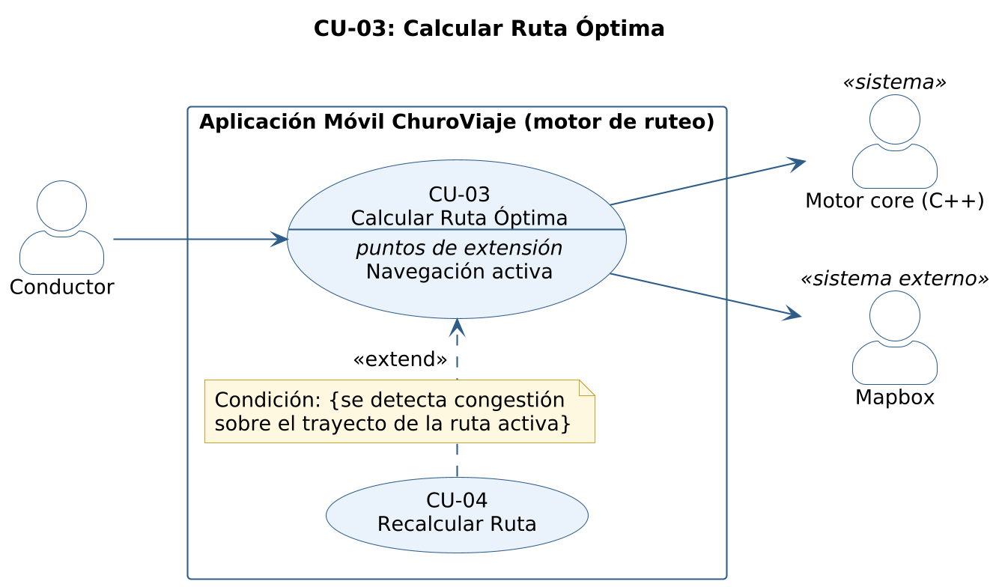 CU-03: Calcular Ruta Óptima
«sistema»
Aplicación Móvil ChuroViaje (motor de ruteo)
CU-03
Calcular Ruta Óptima
puntos de extensión
Navegación activa
Motor core (C++)
Conductor
«sistema externo»
Mapbox
«extend»
Condición: {se detecta congestión
sobre el trayecto de la ruta activa}
CU-04
Recalcular Ruta